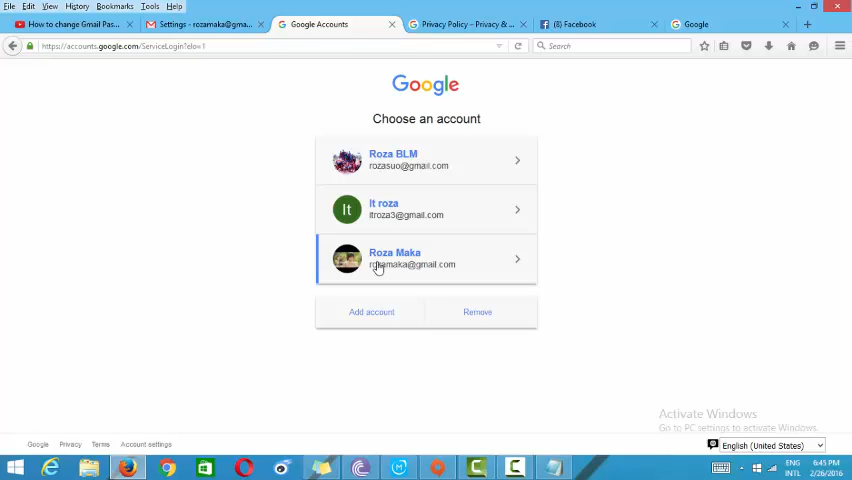 File Edit View History Bookmarks Tools Help
How to change Gmail Pas...
Settings - rozamaka@gmai...
Google Accounts
Privacy Policy – Privacy & ...
(8) Facebook
Google
https://accounts.google.com/ServiceLogin?elo=1
Search
Google
Choose an account
Roza BLM
rozasuo@gmail.com
It
It roza
itroza3@gmail.com
Roza Maka
rozamaka@gmail.com
Add account
Remove
Activate Windows
Go to PC settings to activate Windows.
Google Privacy Terms Account settings
English (United States)
ENG
INTL
6:45 PM
2/26/2016